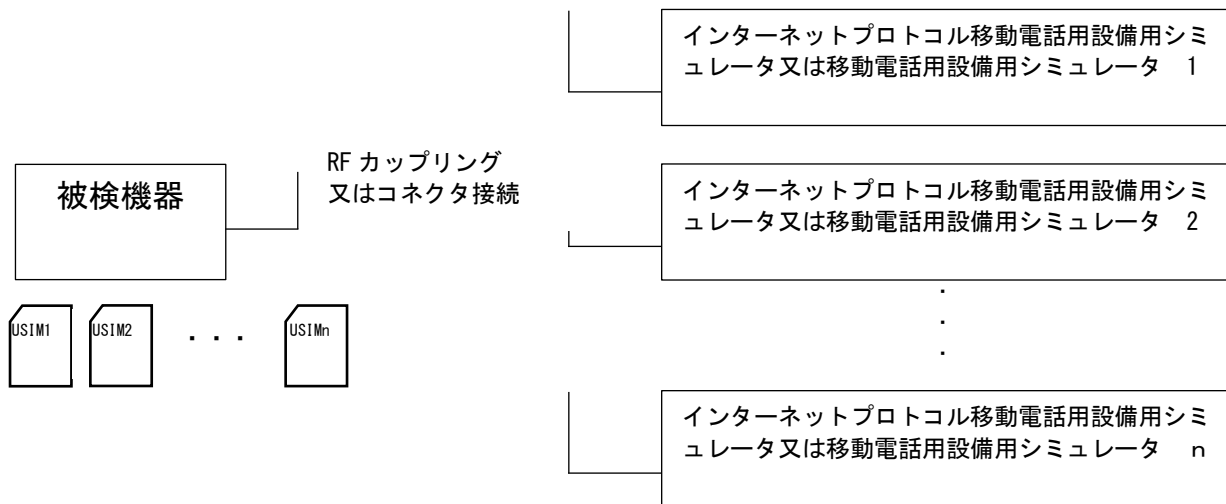 インターネットプロトコル移動電話用設備用シミ
ュレータ又は移動電話用設備用シミュレータ　1
RF カップリング
又はコネクタ接続
被検機器
インターネットプロトコル移動電話用設備用シミ
ュレータ又は移動電話用設備用シミュレータ　2
USIM1
USIM2
・・・
USIMn
・
・
・
インターネットプロトコル移動電話用設備用シミ
ュレータ又は移動電話用設備用シミュレータ　ｎ